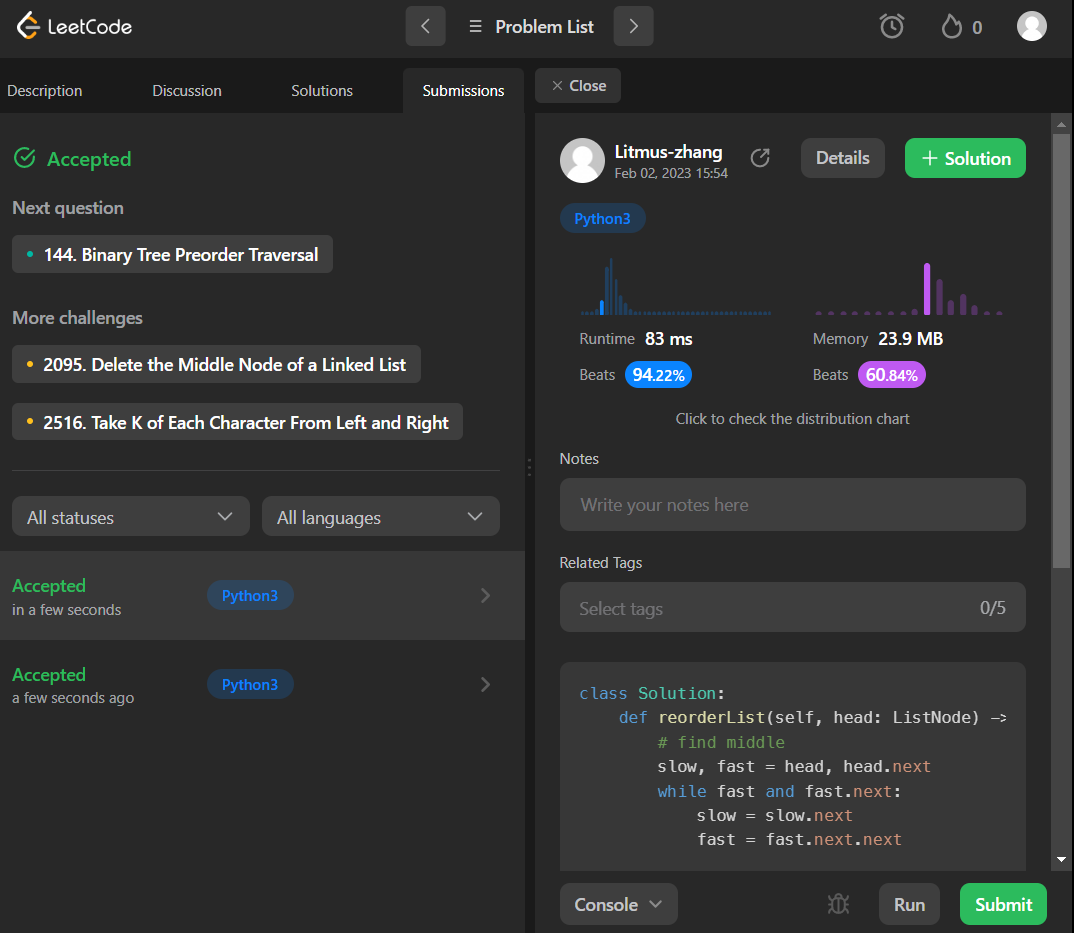 LeetCode
Problem List
0
Description Discussion Solutions Submissions
Close
Accepted
Next question
144. Binary Tree Preorder Traversal
More challenges
2095. Delete the Middle Node of a Linked List
2516. Take K of Each Character From Left and Right
All statuses All languages
Accepted
in a few seconds
Python3
Accepted
a few seconds ago
Python3
Litmus-zhang
Feb 02, 2023 15:54
Details
+ Solution
Python3
Runtime 83 ms
Beats 94.22%
Memory 23.9 MB
Beats 60.84%
Click to check the distribution chart
Notes
Write your notes here
Related Tags
Select tags 0/5
class Solution:
    def reorderList(self, head: ListNode) ->
        # find middle
        slow, fast = head, head.next
        while fast and fast.next:
            slow = slow.next
            fast = fast.next.next
Console Run Submit